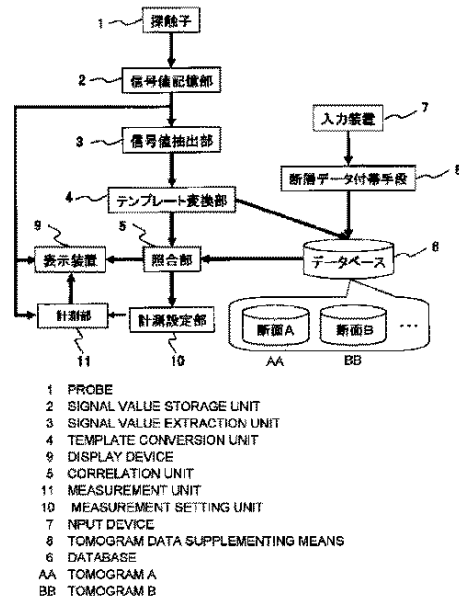 探触子
1
信号値記憶部
2
入力装置
7
信号値抽出部
3
断層データ付帯手段
8
テンプレート変換部
4
9
5
表示装置
照合部
データベース
6
計測部
計測設定部
断面A
断面B
...
11
10
AA
BB
1 PROBE
2 SIGNAL VALUE STORAGE UNIT
3 SIGNAL VALUE EXTRACTION UNIT
4 TEMPLATE CONVERSION UNIT
9 DISPLAY DEVICE
5 CORRELATION UNIT
11 MEASUREMENT UNIT
10 MEASUREMENT SETTING UNIT
7 NPUT DEVICE
8 TOMOGRAM DATA SUPPLEMENTING MEANS
6 DATABASE
AA TOMOGRAM A
BB TOMOGRAM B